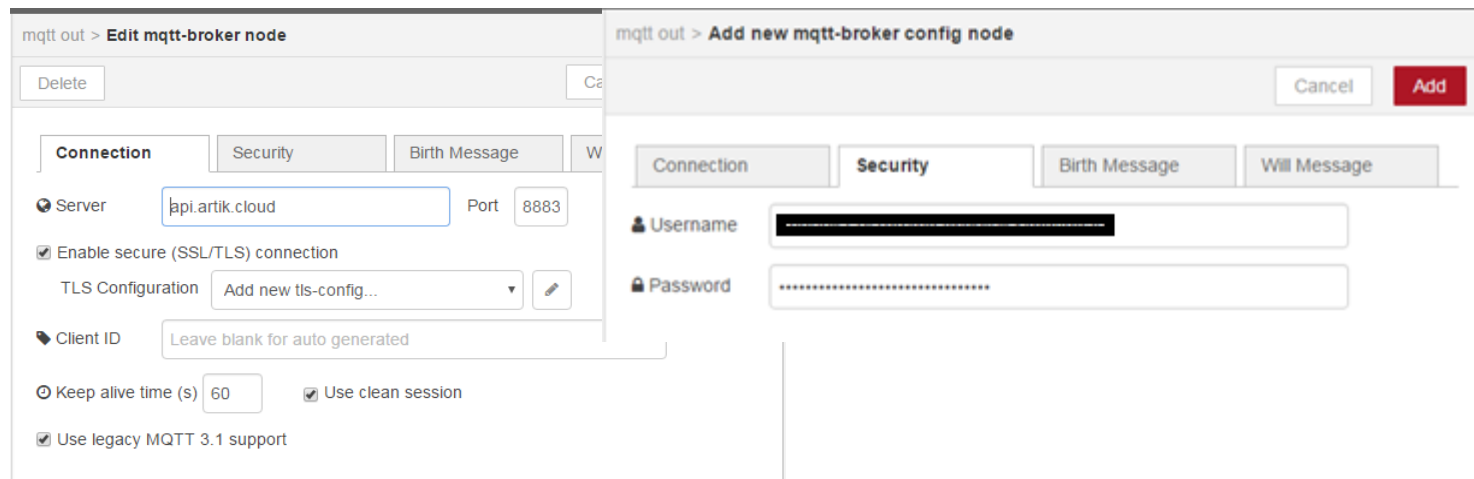 mqtt out > Edit mqtt-broker node
Delete
Ca
Connection Security Birth Message W
Server api.artik.cloud Port 8883
Enable secure (SSL/TLS) connection
TLS Configuration Add new tls-config...
Client ID Leave blank for auto generated
Keep alive time (s) 60 Use clean session
Use legacy MQTT 3.1 support
mqtt out > Add new mqtt-broker config node
Cancel Add
Connection Security Birth Message Will Message
Username
Password ••••••••••••••••••••••••••••••••